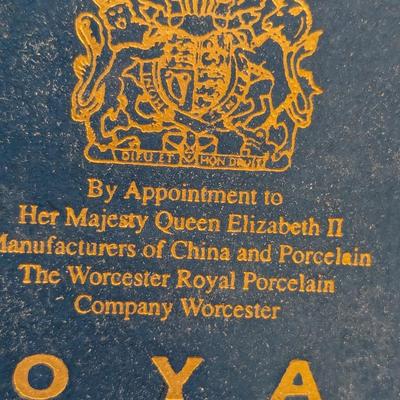 DIEU ET MON DROIT
By Appointment to
Her Majesty Queen Elizabeth II
Manufacturers of China and Porcelain
The Worcester Royal Porcelain
Company Worcester
OYA